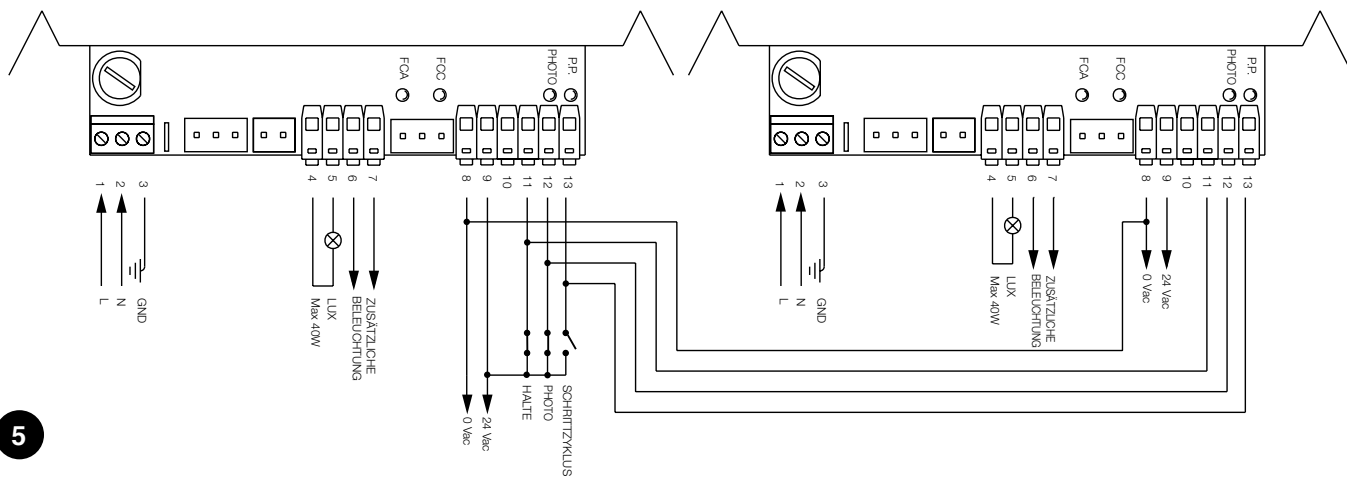 FCA
FCC
PHOTO
P.P.
1
2
3
4
5
6
7
8
9
10
11
12
13
L
N
GND
LUX
Max 40W
ZUSÄTZLICHE
BELEUCHTUNG
0 Vac
24 Vac
HALTE
PHOTO
SCHRITTZYKLUS
FCA
FCC
PHOTO
P.P.
1
2
3
4
5
6
7
8
9
10
11
12
13
L
N
GND
LUX
Max 40W
ZUSÄTZLICHE
BELEUCHTUNG
0 Vac
24 Vac
5